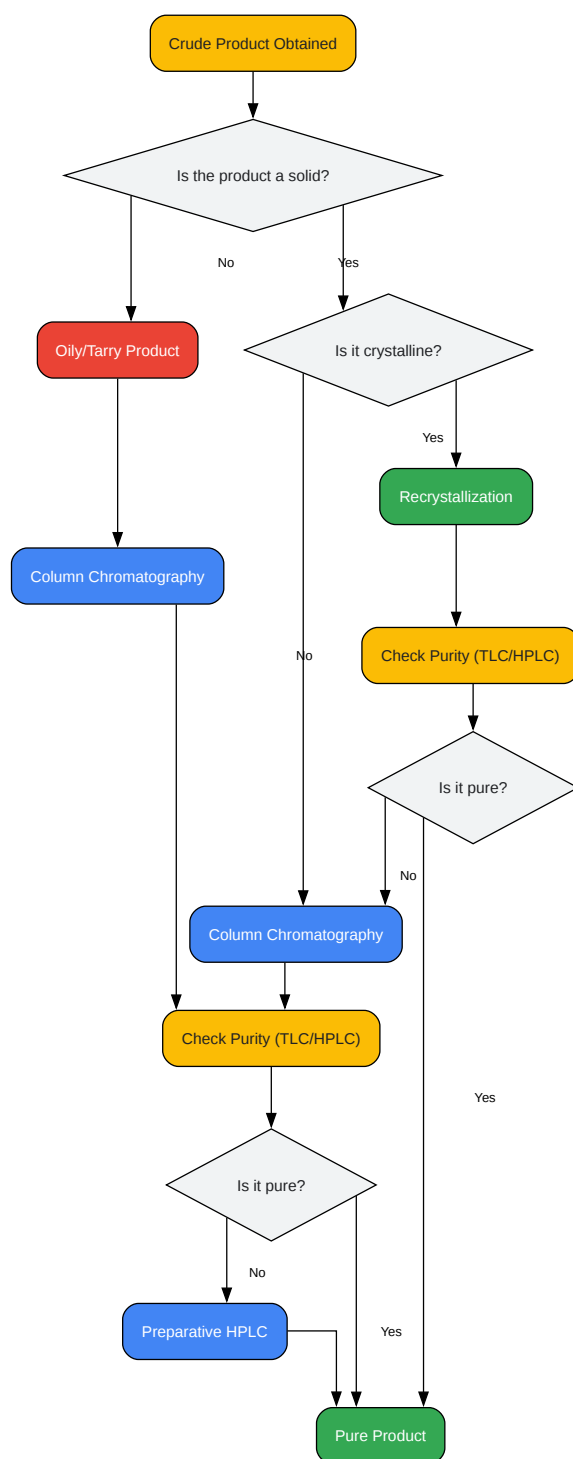 Crude Product Obtained
Is the product a solid?
No
Yes
Oily/Tarry Product
Is it crystalline?
Yes
Recrystallization
Column Chromatography
No
Check Purity (TLC/HPLC)
Is it pure?
No
Column Chromatography
Check Purity (TLC/HPLC)
Yes
Is it pure?
No
Preparative HPLC
Yes
Pure Product